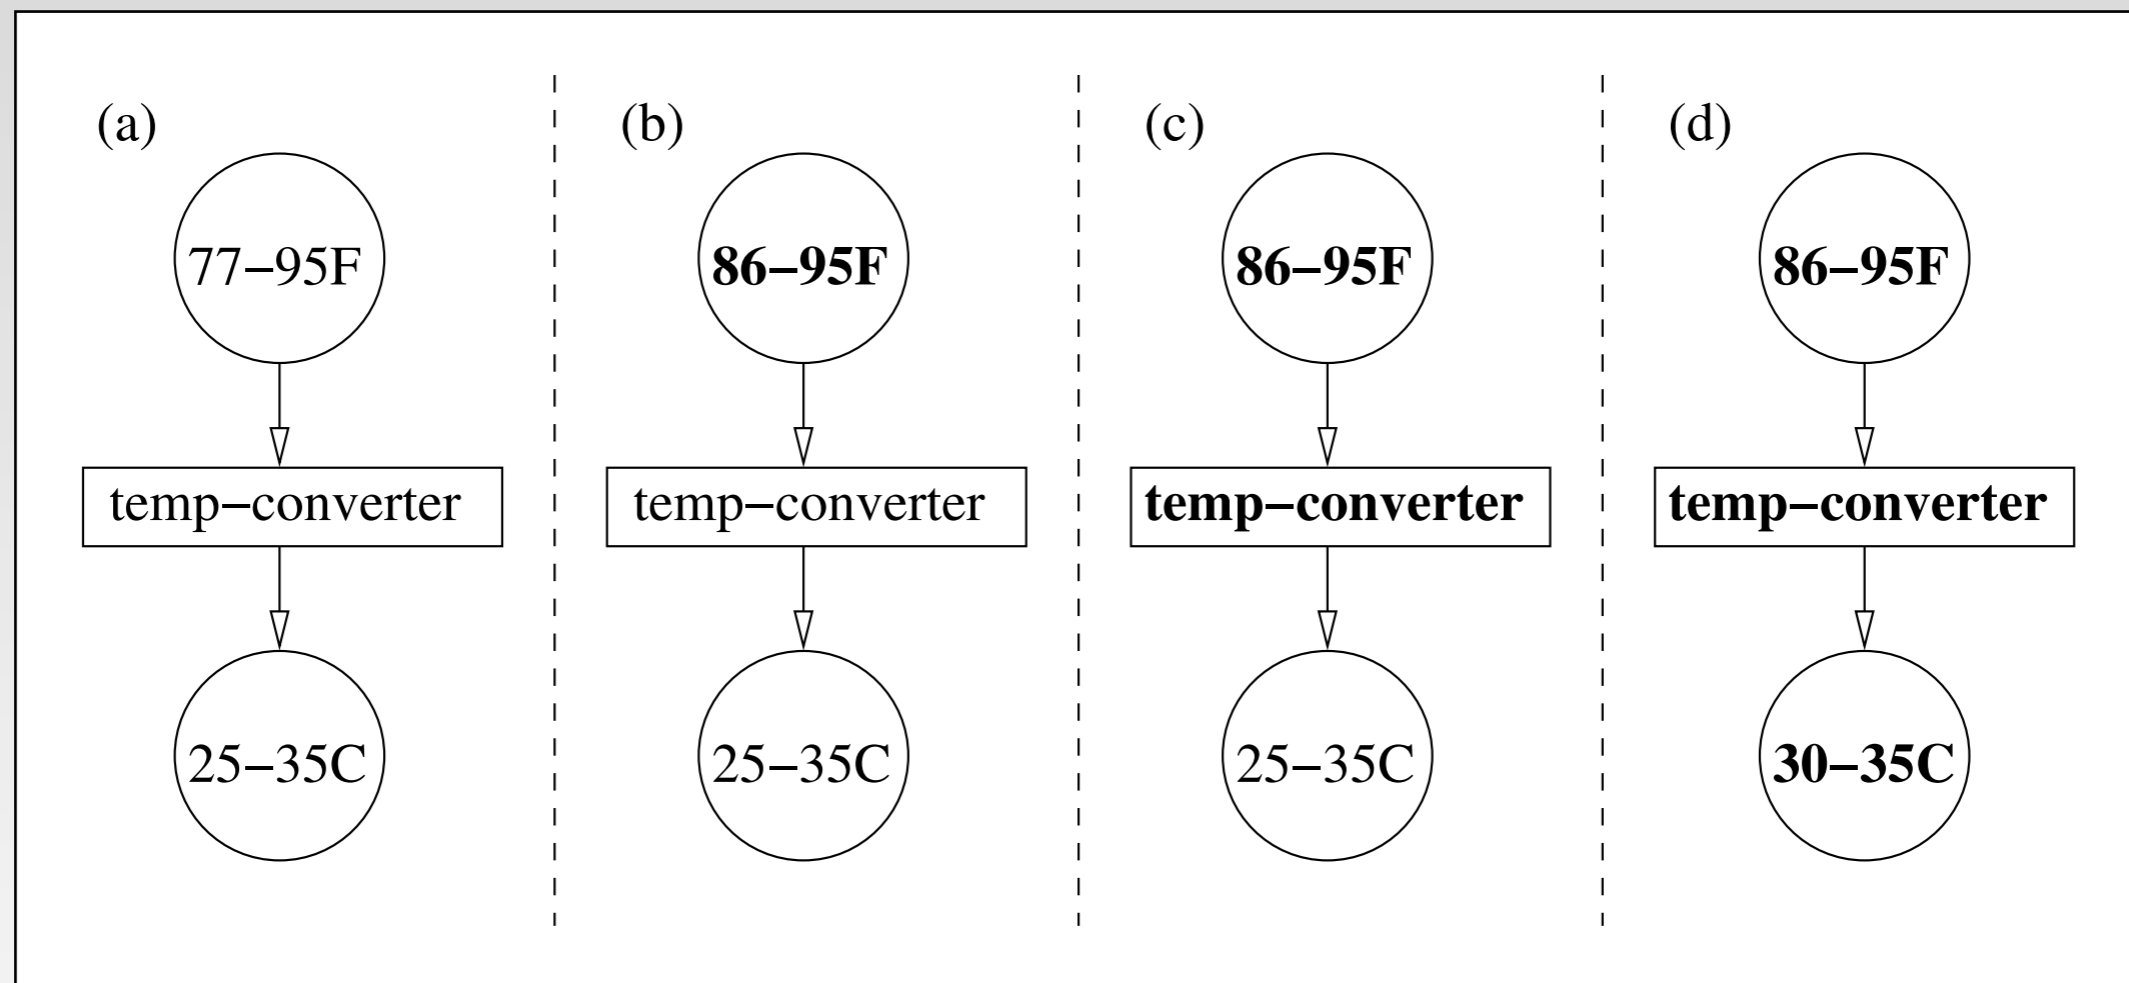 (a)
77–95F
temp–converter
25–35C
(b)
86–95F
temp–converter
25–35C
(c)
86–95F
temp–converter
25–35C
(d)
86–95F
temp–converter
30–35C